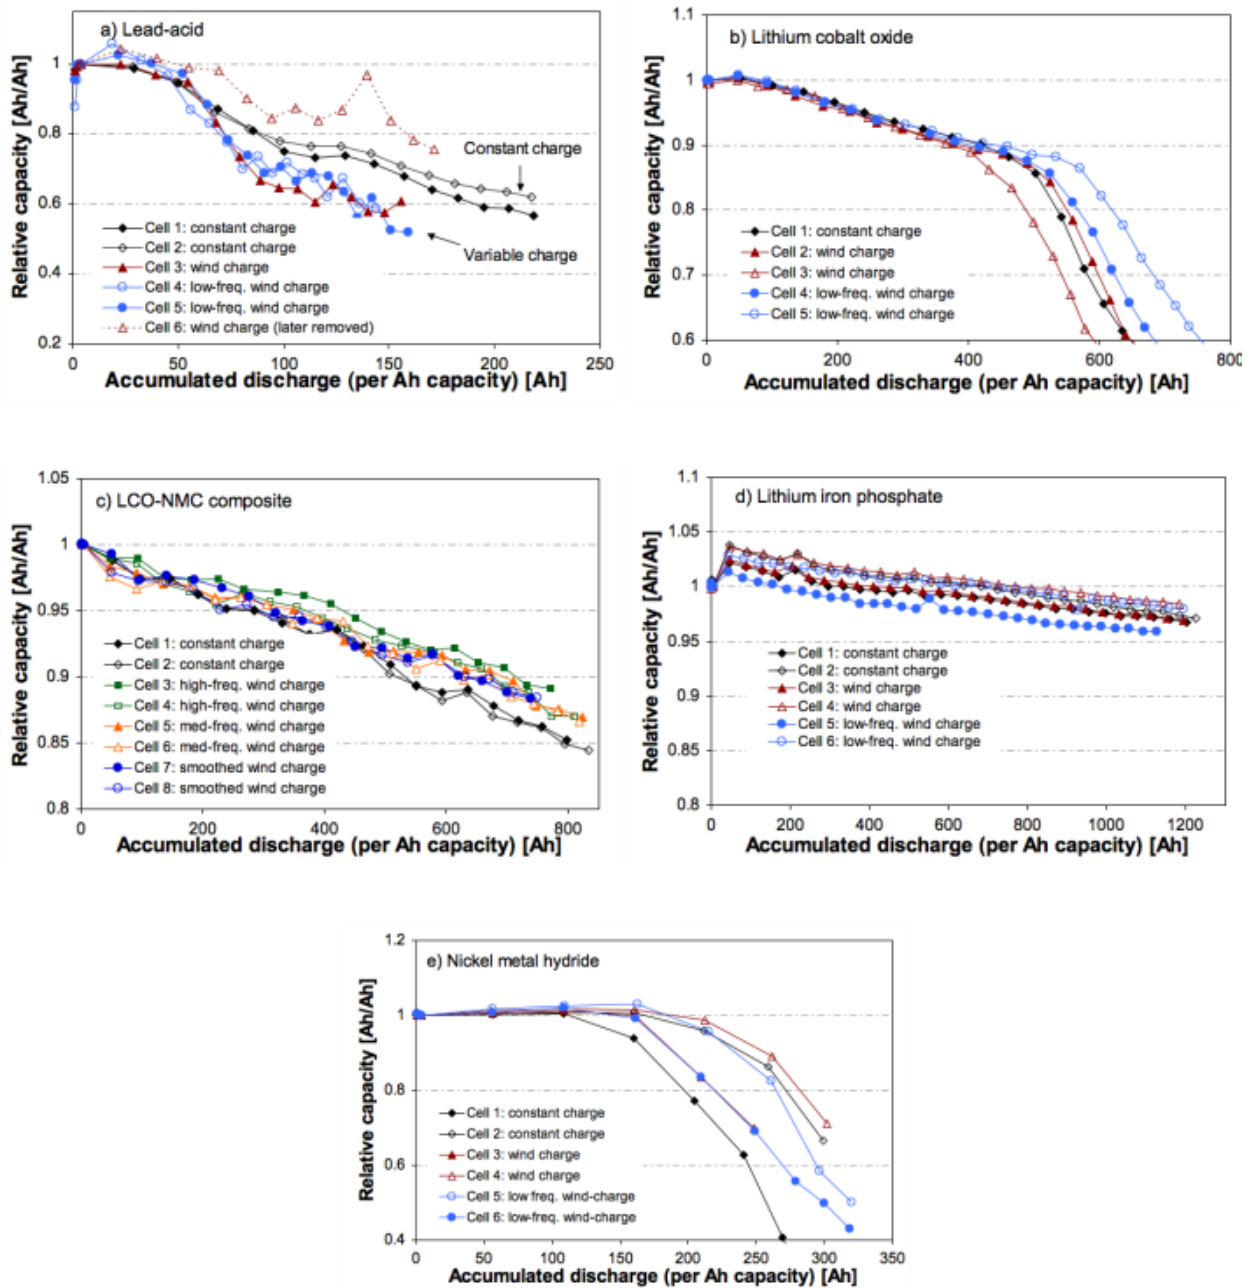 a) Lead-acid
Relative capacity [Ah/Ah]
1
0.8
0.6
0.4
0.2
Constant charge
Variable charge
Cell 1: constant charge
Cell 2: constant charge
Cell 3: wind charge
Cell 4: low-freq. wind charge
Cell 5: low-freq. wind charge
Cell 6: wind charge (later removed)
0 50 100 150 200 250
Accumulated discharge (per Ah capacity) [Ah]
b) Lithium cobalt oxide
Relative capacity [Ah/Ah]
1.1
1
0.9
0.8
0.7
0.6
Cell 1: constant charge
Cell 2: wind charge
Cell 3: wind charge
Cell 4: low-freq. wind charge
Cell 5: low-freq. wind charge
0 200 400 600 800
Accumulated discharge (per Ah capacity) [Ah]
c) LCO-NMC composite
Relative capacity [Ah/Ah]
1.05
1
0.95
0.9
0.85
0.8
Cell 1: constant charge
Cell 2: constant charge
Cell 3: high-freq. wind charge
Cell 4: high-freq. wind charge
Cell 5: med-freq. wind charge
Cell 6: med-freq. wind charge
Cell 7: smoothed wind charge
Cell 8: smoothed wind charge
0 200 400 600 800
Accumulated discharge (per Ah capacity) [Ah]
d) Lithium iron phosphate
Relative capacity [Ah/Ah]
1.1
1.05
1
0.95
0.9
0.85
0.8
Cell 1: constant charge
Cell 2: constant charge
Cell 3: wind charge
Cell 4: wind charge
Cell 5: low-freq. wind charge
Cell 6: low-freq. wind charge
0 200 400 600 800 1000 1200
Accumulated discharge (per Ah capacity) [Ah]
e) Nickel metal hydride
Relative capacity [Ah/Ah]
1.2
1
0.8
0.6
0.4
Cell 1: constant charge
Cell 2: constant charge
Cell 3: wind charge
Cell 4: wind charge
Cell 5: low freq. wind-charge
Cell 6: low-freq. wind-charge
0 50 100 150 200 250 300 350
Accumulated discharge (per Ah capacity) [Ah]